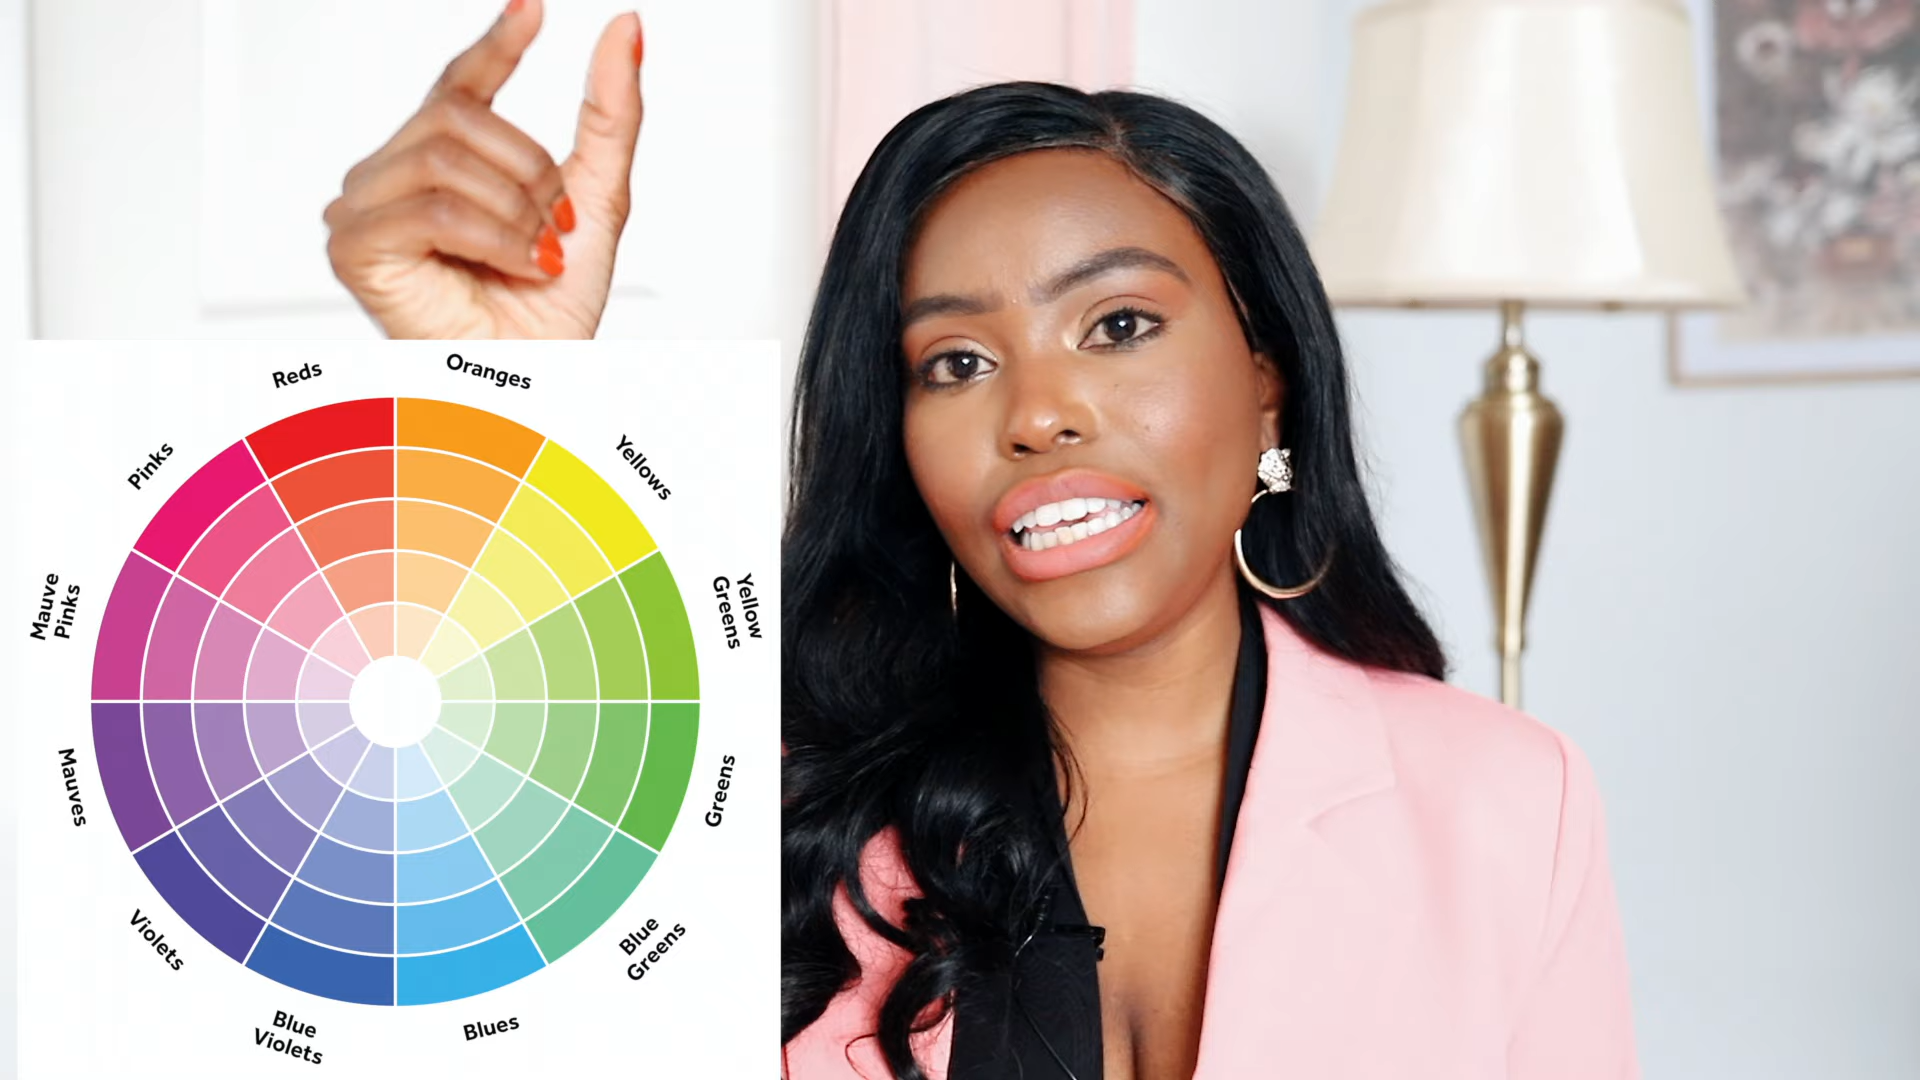 Reds
Oranges
Yellows
Yellow
Greens
Greens
Blue
Greens
Blues
Blue
Violets
Violets
Mauves
Mauve
Pinks
Pinks